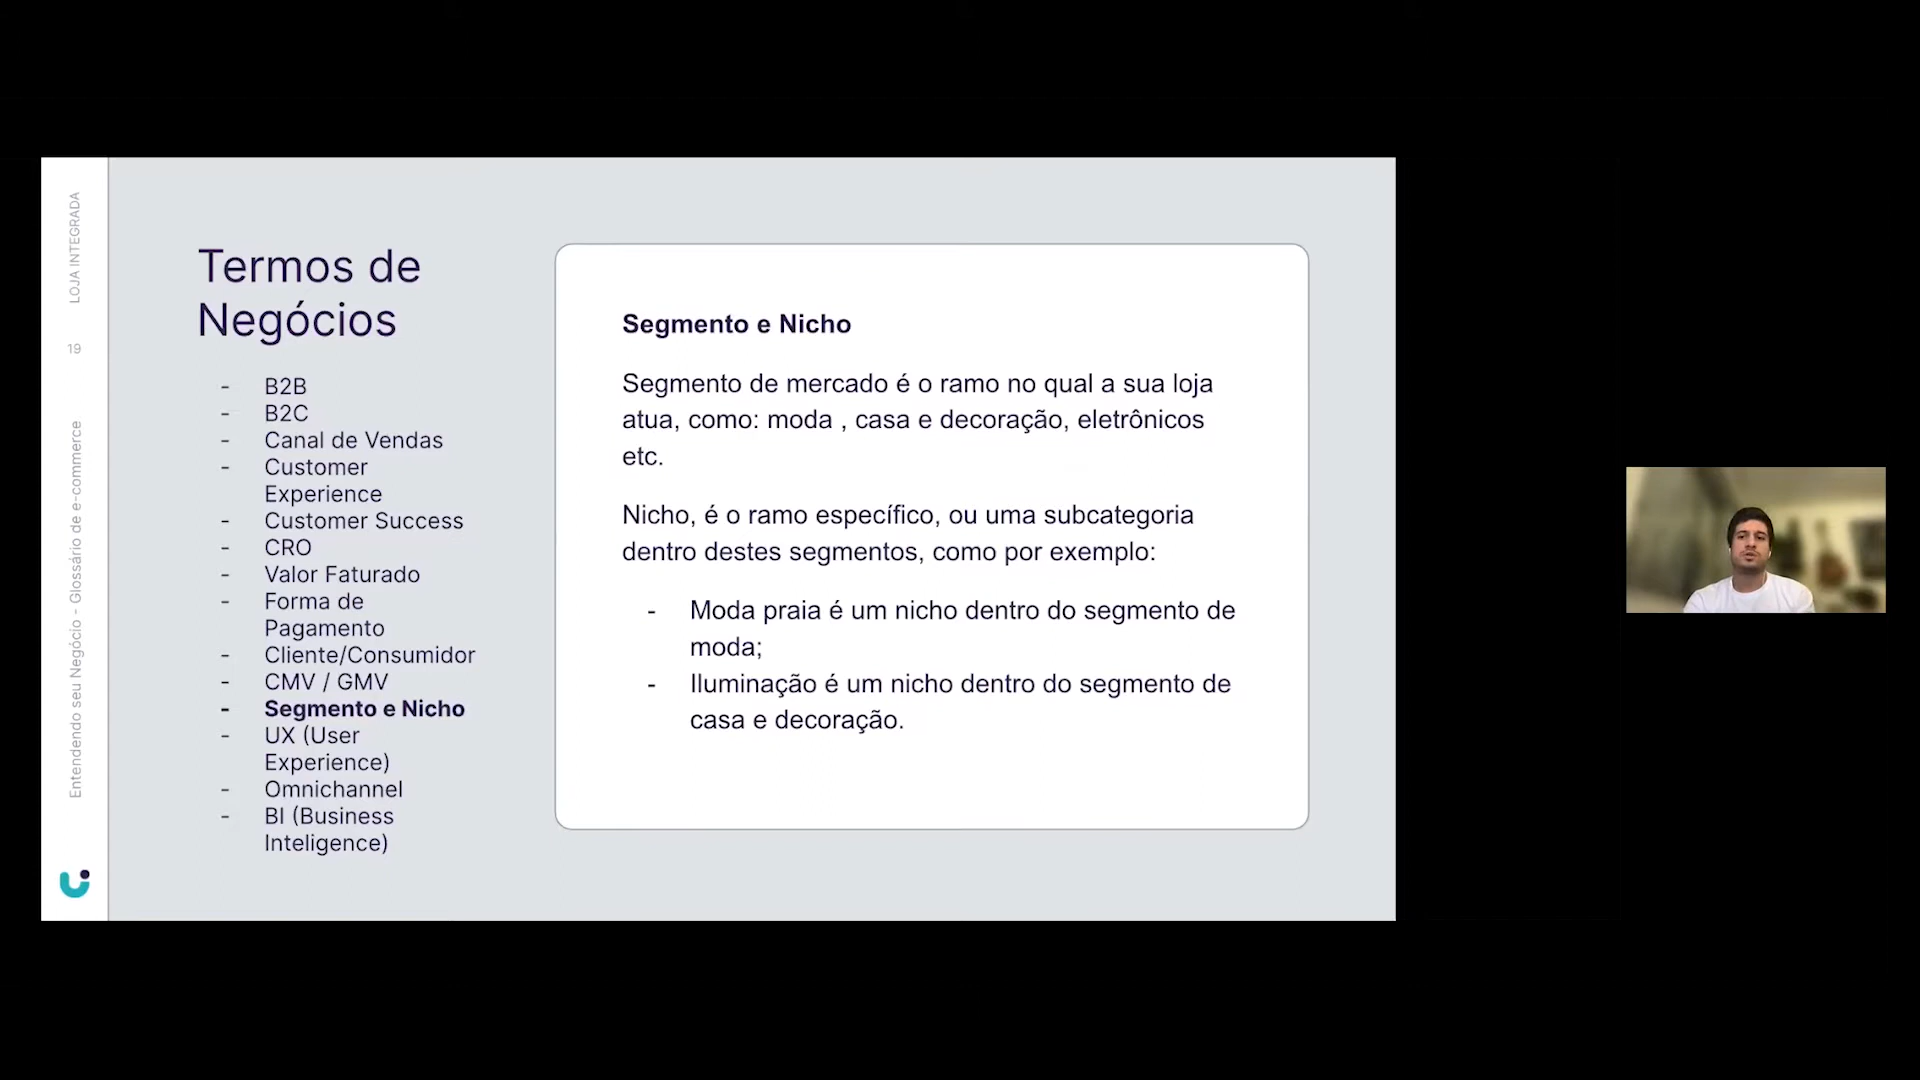 LOJA INTEGRADA
19
Entendendo seu Negócio - Glossário de e-commerce
Termos de
Negócios
- B2B
- B2C
- Canal de Vendas
- Customer
Experience
- Customer Success
- CRO
- Valor Faturado
- Forma de
Pagamento
- Cliente/Consumidor
- CMV / GMV
- Segmento e Nicho
- UX (User
Experience)
- Omnichannel
- BI (Business
Inteligence)
Segmento e Nicho
Segmento de mercado é o ramo no qual a sua loja
atua, como: moda , casa e decoração, eletrônicos
etc.
Nicho, é o ramo específico, ou uma subcategoria
dentro destes segmentos, como por exemplo:
- Moda praia é um nicho dentro do segmento de
moda;
- Iluminação é um nicho dentro do segmento de
casa e decoração.